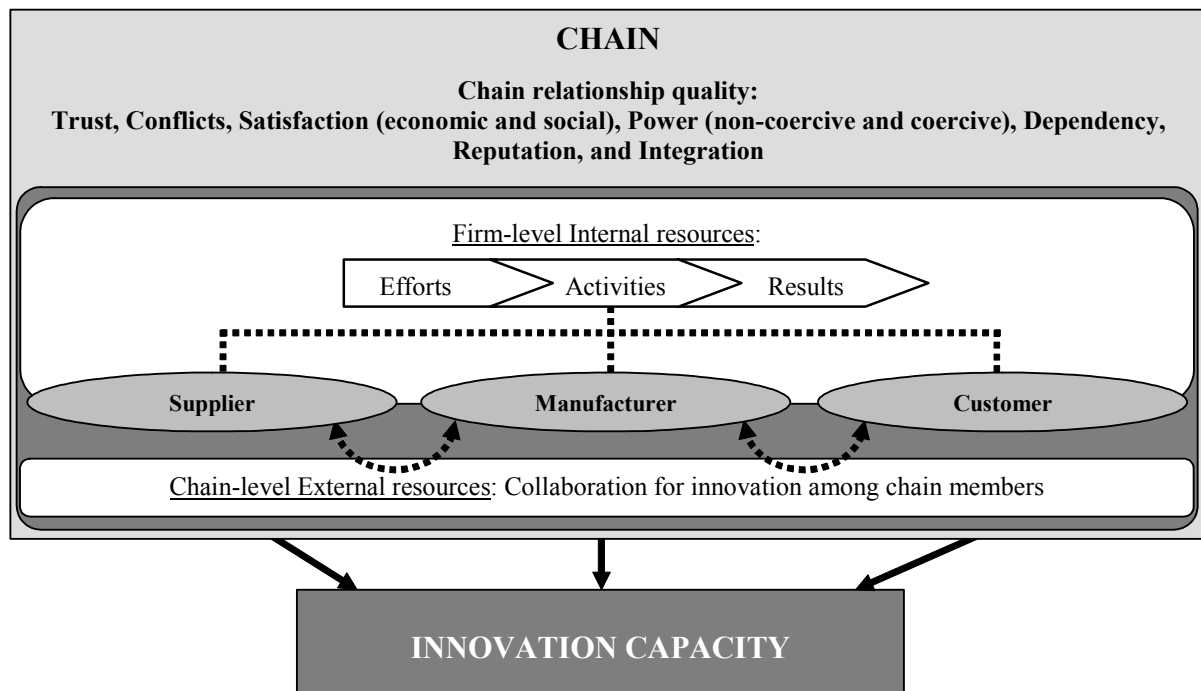 CHAIN
Chain relationship quality:
Trust, Conflicts, Satisfaction (economic and social), Power (non-coercive and coercive), Dependency,
Reputation, and Integration
Firm-level Internal resources:
Efforts
Activities
Results
Supplier
Manufacturer
Customer
Chain-level External resources: Collaboration for innovation among chain members
INNOVATION CAPACITY